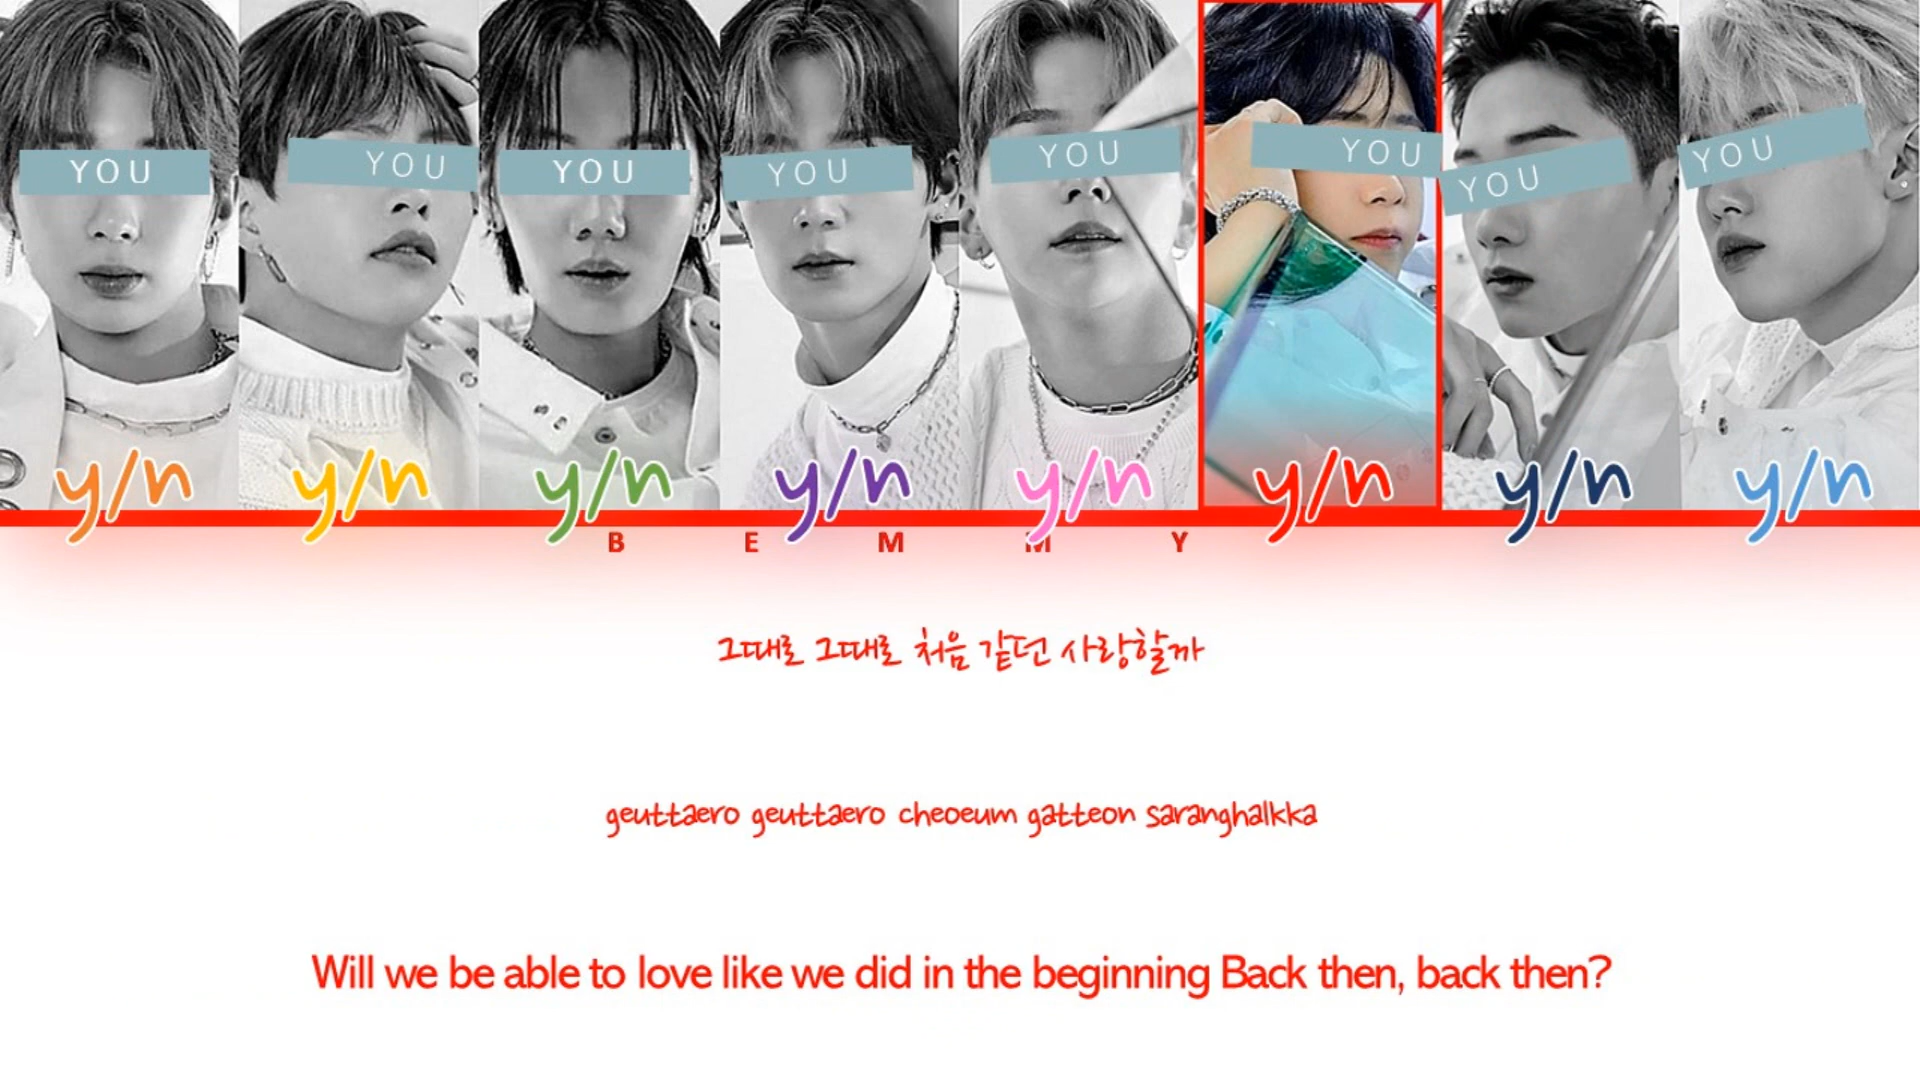 YOU YOU YOU YOU YOU YOU YOU YOU
y/n y/n y/n y/n y/n y/n y/n y/n
B E M M Y
그때로 그때로 처음 같던 사랑할까
geuttaero geuttaero cheoeum gatteon saranghalkka
Will we be able to love like we did in the beginning Back then, back then?